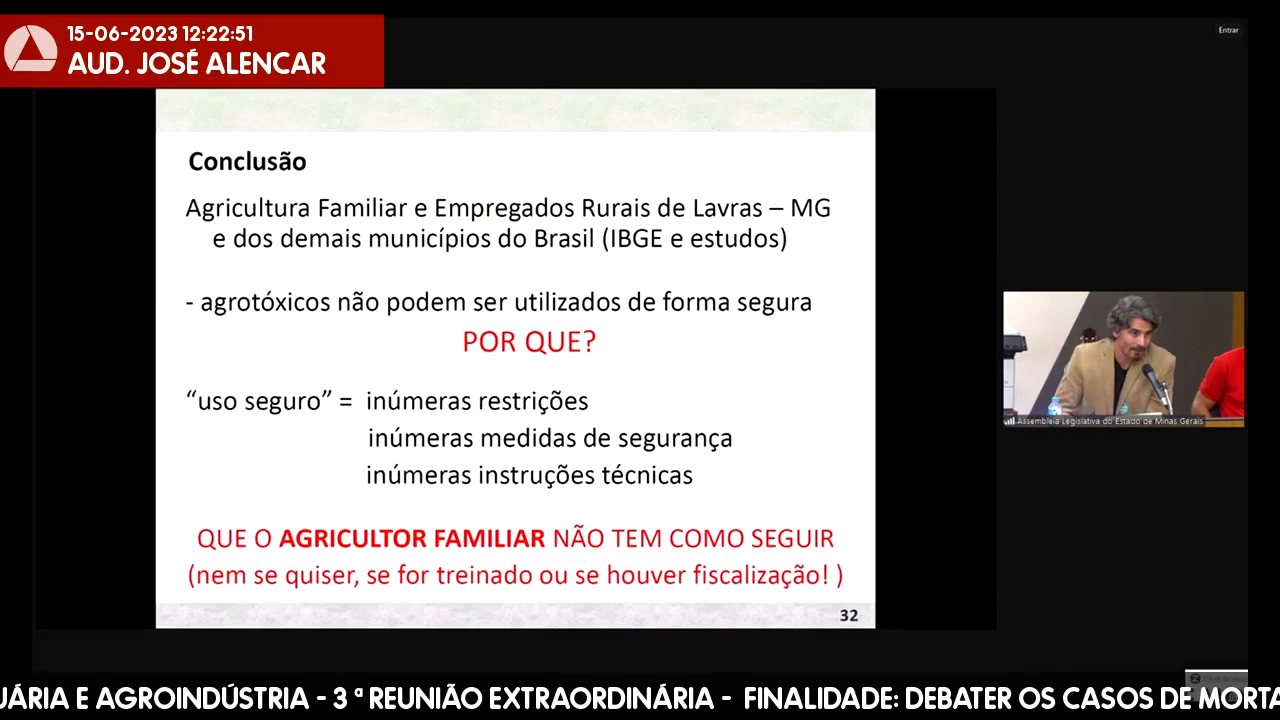 15-06-2023 12:22:51
AUD. JOSÉ ALENCAR
Entrar
Conclusão
Agricultura Familiar e Empregados Rurais de Lavras – MG
e dos demais municípios do Brasil (IBGE e estudos)
- agrotóxicos não podem ser utilizados de forma segura
POR QUE?
“uso seguro” = inúmeras restrições
inúmeras medidas de segurança
inúmeras instruções técnicas
QUE O AGRICULTOR FAMILIAR NÃO TEM COMO SEGUIR
(nem se quiser, se for treinado ou se houver fiscalização! )
32
Assembleia Legislativa do Estado de Minas Gerais
UÁRIA E AGROINDÚSTRIA - 3 ª REUNIÃO EXTRAORDINÁRIA - FINALIDADE: DEBATER OS CASOS DE MORTA